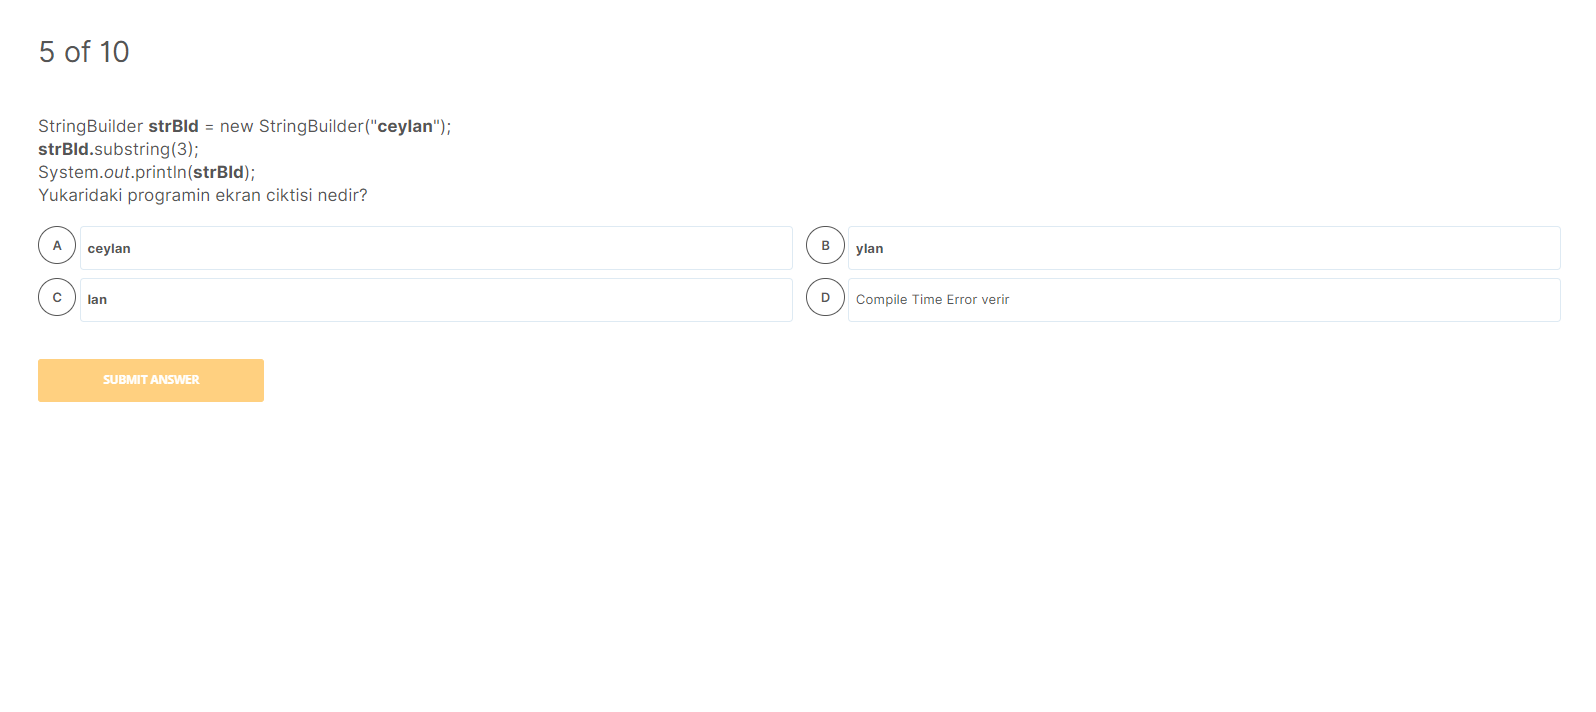 5 of 10
StringBuilder strBld = new StringBuilder("ceylan");
strBld.substring(3);
System.out.println(strBld);
Yukaridaki programin ekran ciktisi nedir?
A ceylan
B ylan
C lan
D Compile Time Error verir
SUBMIT ANSWER